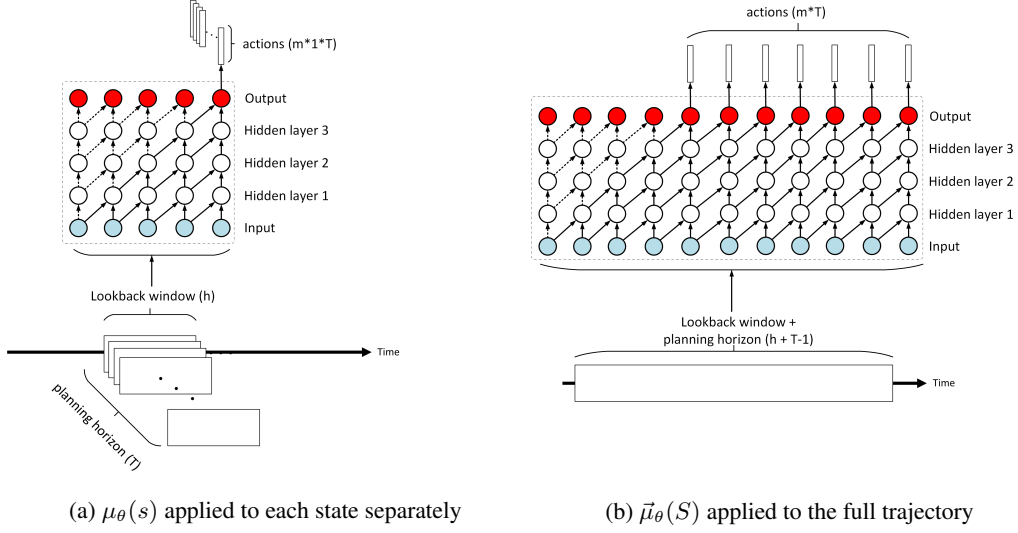 actions (m*1*T)
Output
Hidden layer 3
Hidden layer 2
Hidden layer 1
Input
Lookback window (h)
Time
planning horizon (T)
(a) μθ(s) applied to each state separately
actions (m*T)
Output
Hidden layer 3
Hidden layer 2
Hidden layer 1
Input
Lookback window +
planning horizon (h + T-1)
Time
(b) μ⃗θ(S) applied to the full trajectory